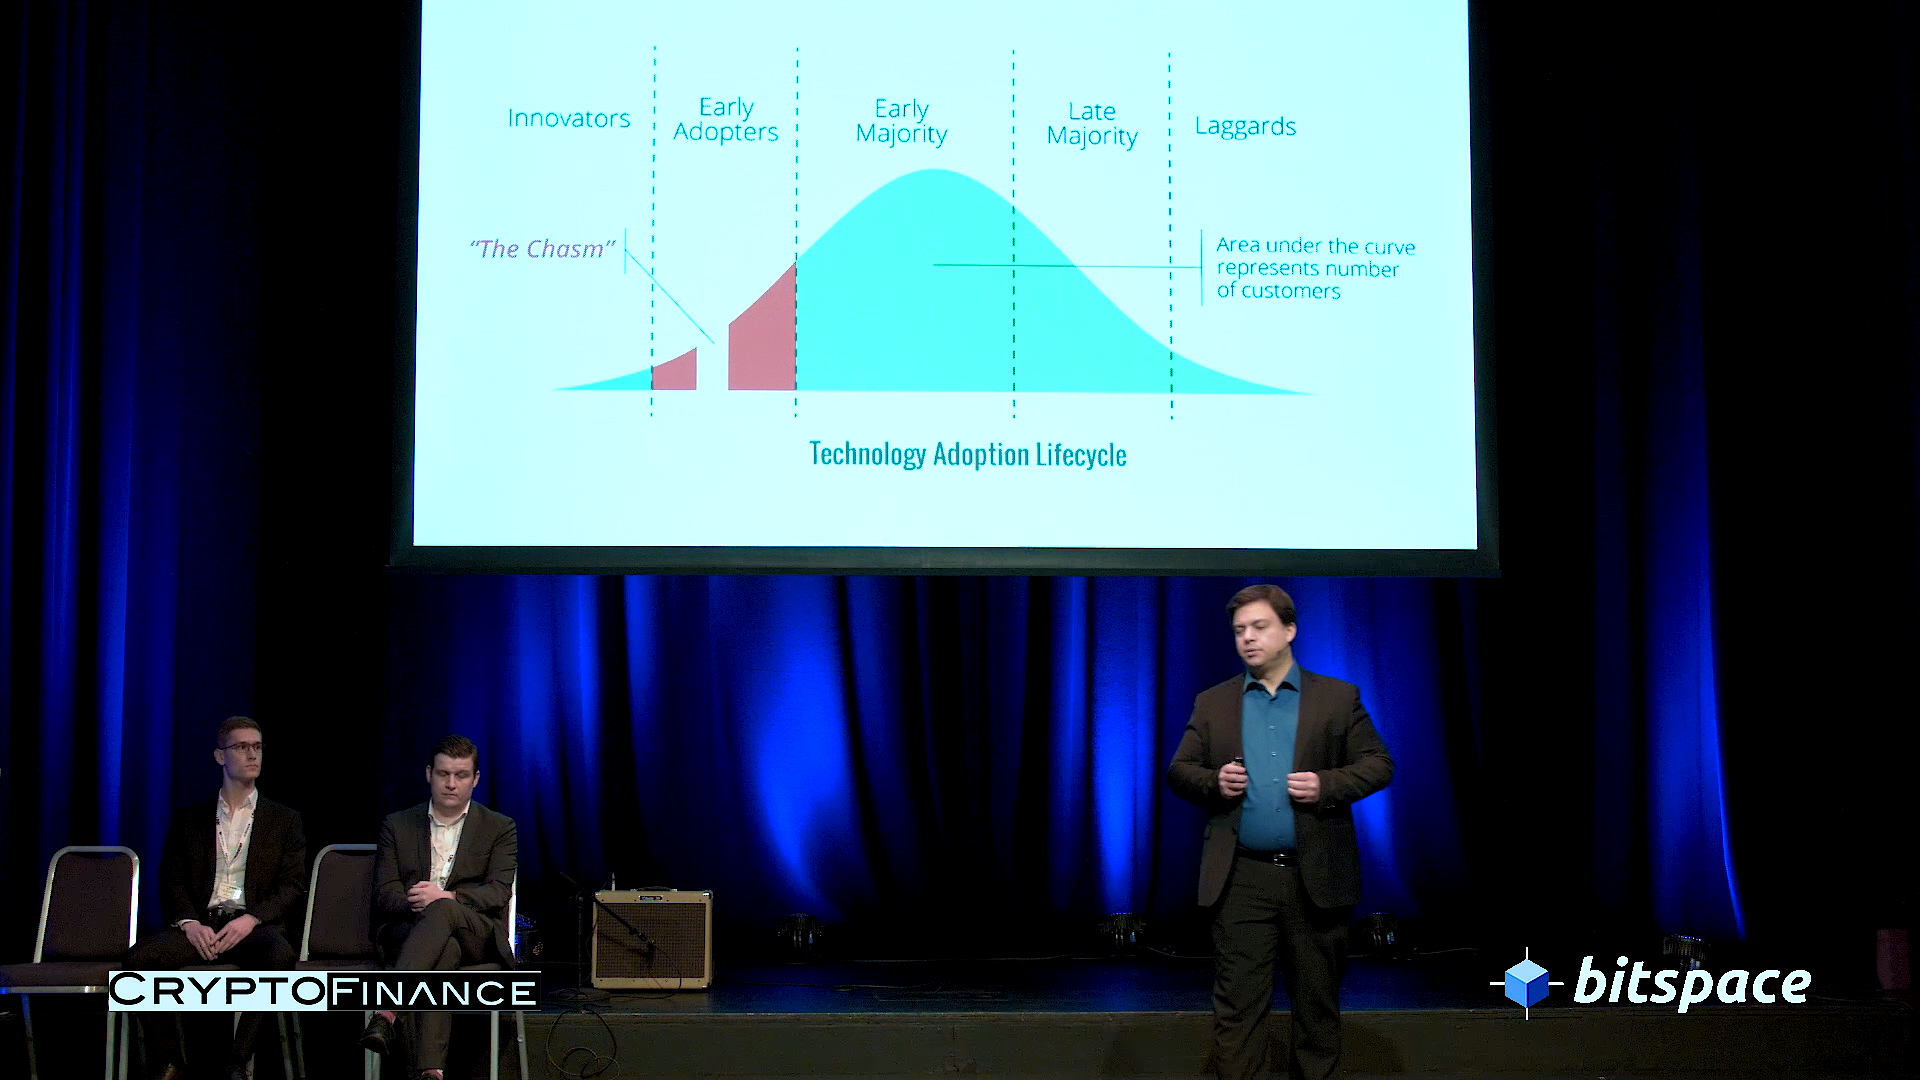 Innovators
Early
Adopters
Early
Majority
Late
Majority
Laggards
“The Chasm”
Area under the curve
represents number
of customers
Technology Adoption Lifecycle
CRYPTOFINANCE
bitspace